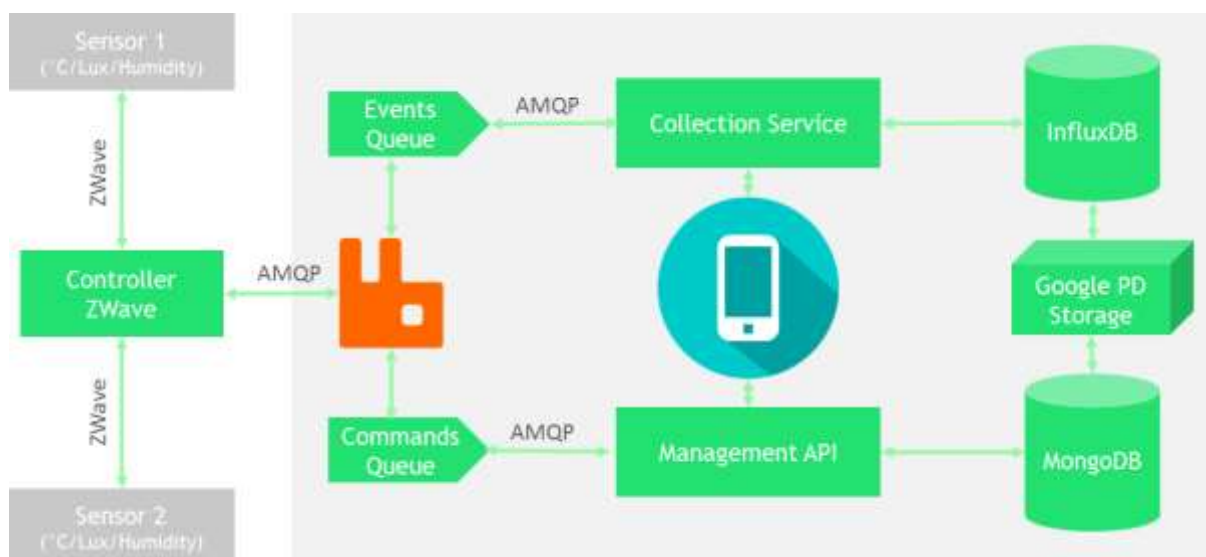 Sensor 1
(°C/Lux/Humidity)
ZWave
Controller
ZWave
ZWave
Sensor 2
(°C/Lux/Humidity)
AMQP
Events
Queue
AMQP
Collection Service
InfluxDB
Google PD
Storage
Commands
Queue
AMQP
Management API
MongoDB